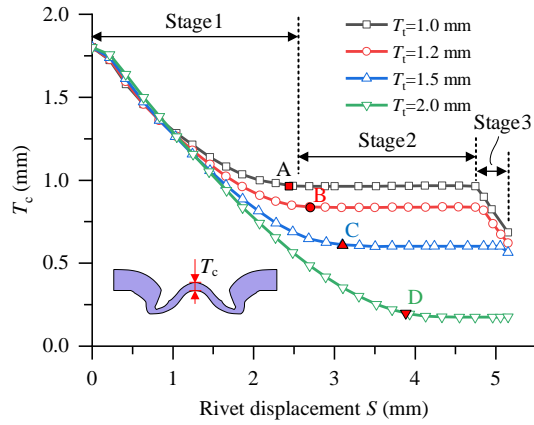 2.0
1.5
1.0
0.5
0.0
T_c (mm)
Stage1
Stage2
Stage3
T_t=1.0 mm
T_t=1.2 mm
T_t=1.5 mm
T_t=2.0 mm
A
B
C
D
T_c
0 1 2 3 4 5
Rivet displacement S (mm)